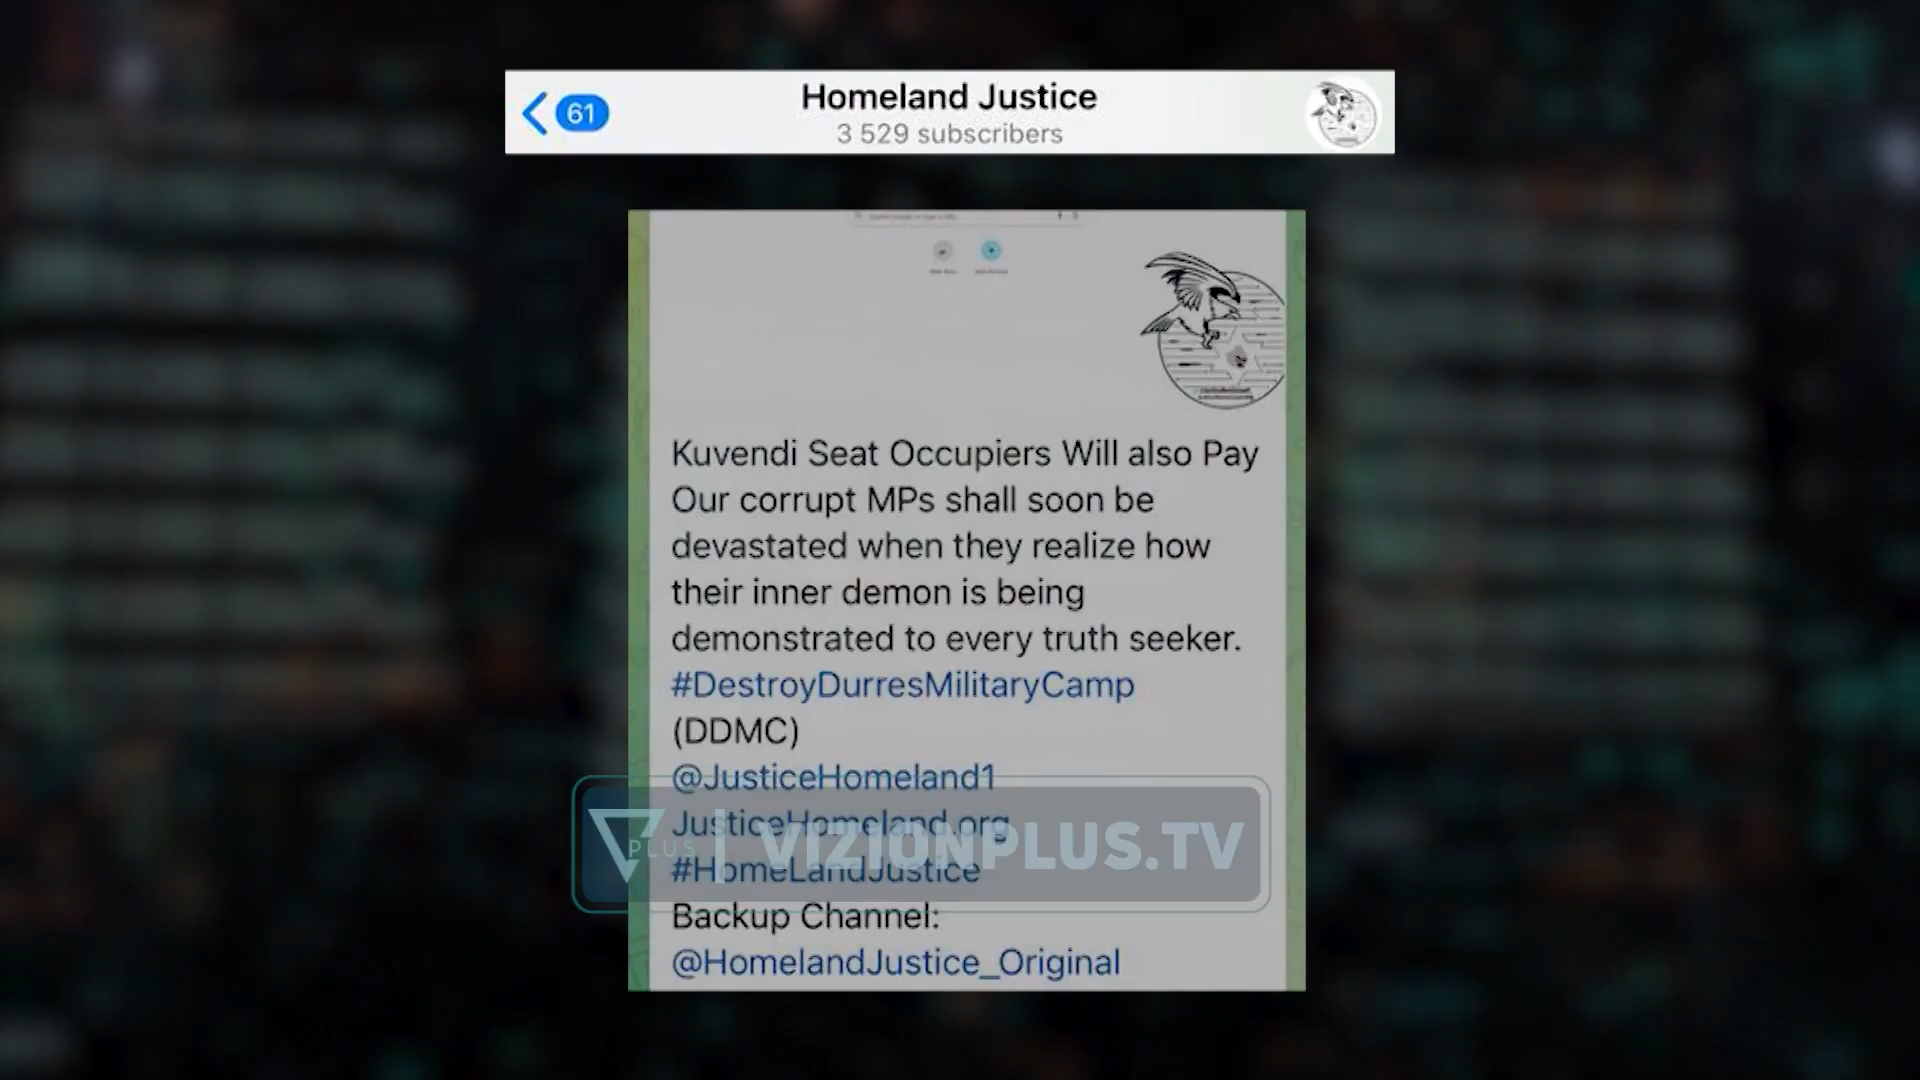 61
Homeland Justice
3 529 subscribers
Kuvendi Seat Occupiers Will also Pay
Our corrupt MPs shall soon be
devastated when they realize how
their inner demon is being
demonstrated to every truth seeker.
#DestroyDurresMilitaryCamp
(DDMC)
@JusticeHomeland1
JusticeHomeland.org
PLUS | VIZIONPLUS.TV
#HomeLandJustice
Backup Channel:
@HomelandJustice_Original